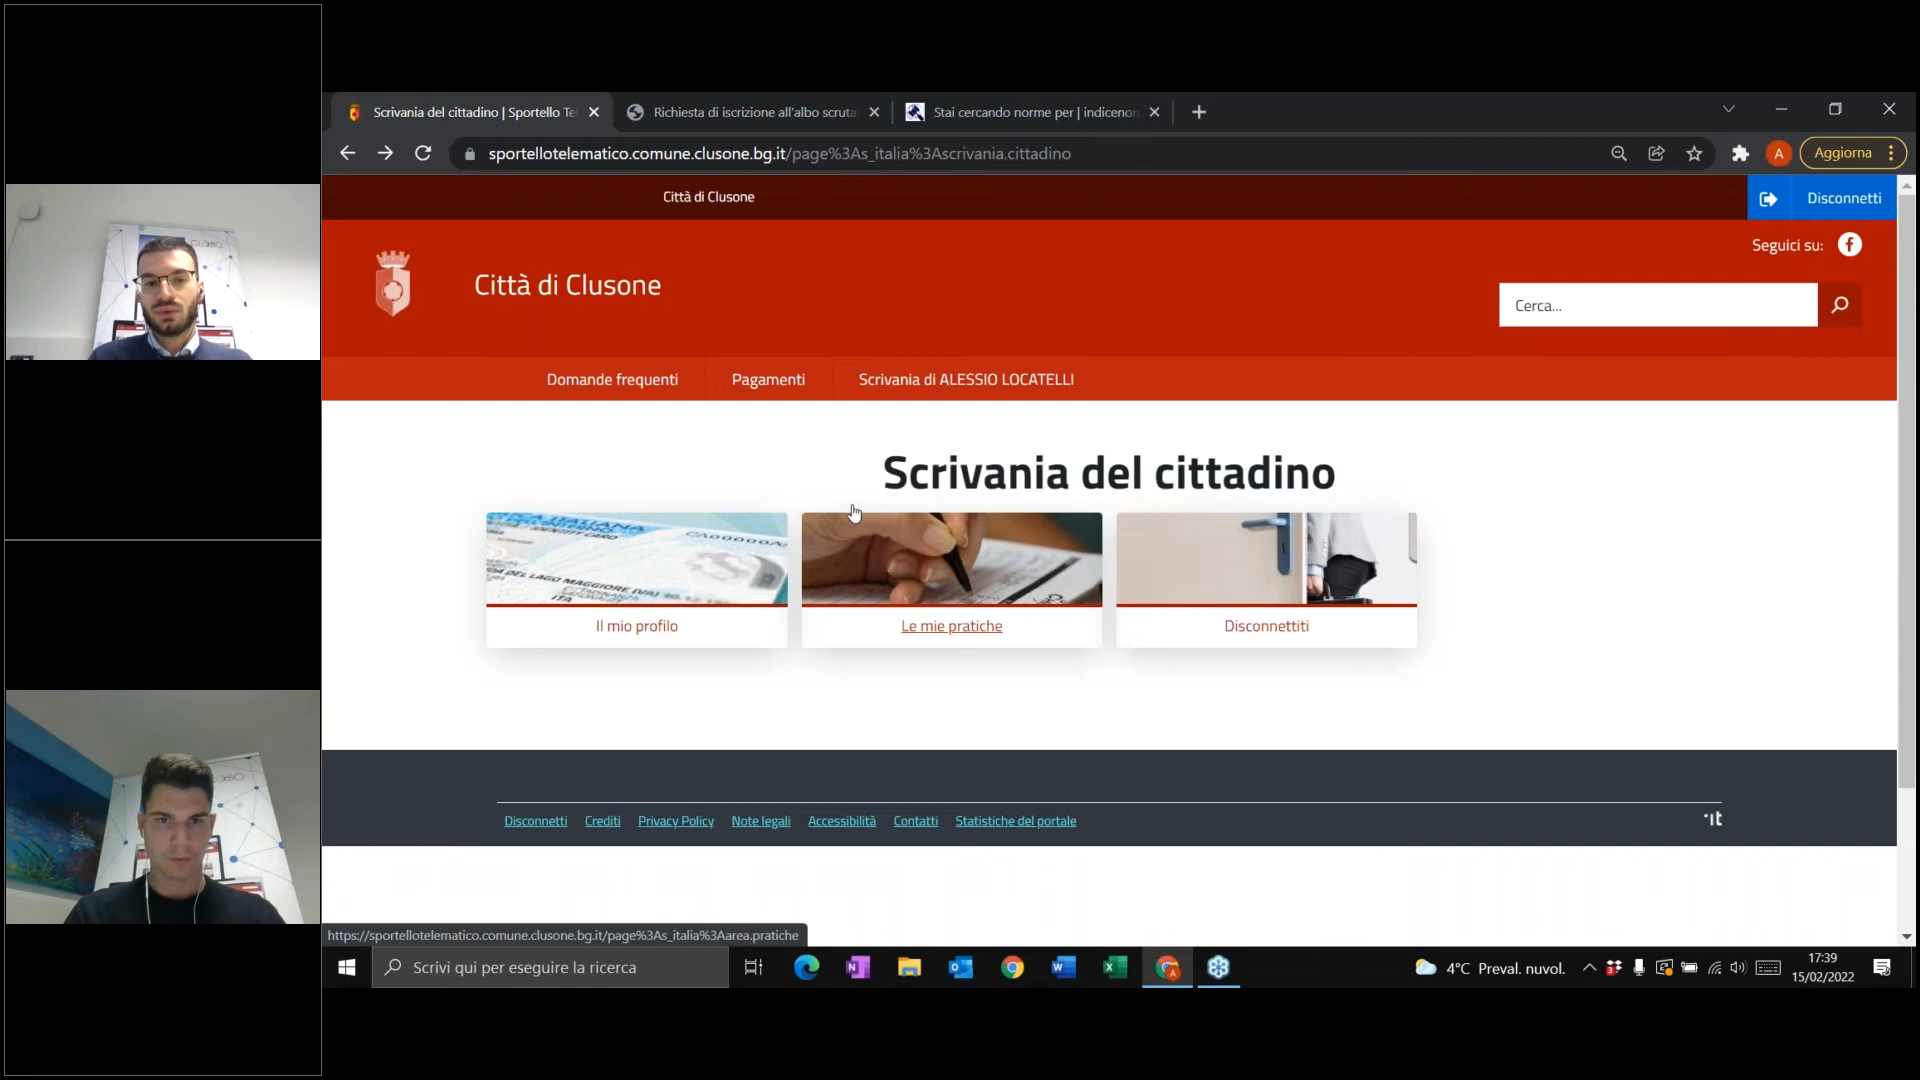 Scrivania del cittadino | Sportello Te
Richiesta di iscrizione all'albo scruta
Stai cercando norme per | indicenor
sportellotelematico.comune.clusone.bg.it/page%3As_italia%3Ascrivania.cittadino
A
Aggiorna
Città di Clusone
Disconnetti
Seguici su:
Città di Clusone
Cerca...
Domande frequenti
Pagamenti
Scrivania di ALESSIO LOCATELLI
Scrivania del cittadino
Il mio profilo
Le mie pratiche
Disconnettiti
Disconnetti
Crediti
Privacy Policy
Note legali
Accessibilità
Contatti
Statistiche del portale
https://sportellotelematico.comune.clusone.bg.it/page%3As_italia%3Aarea.pratiche
Scrivi qui per eseguire la ricerca
4°C Preval. nuvol.
17:39
15/02/2022